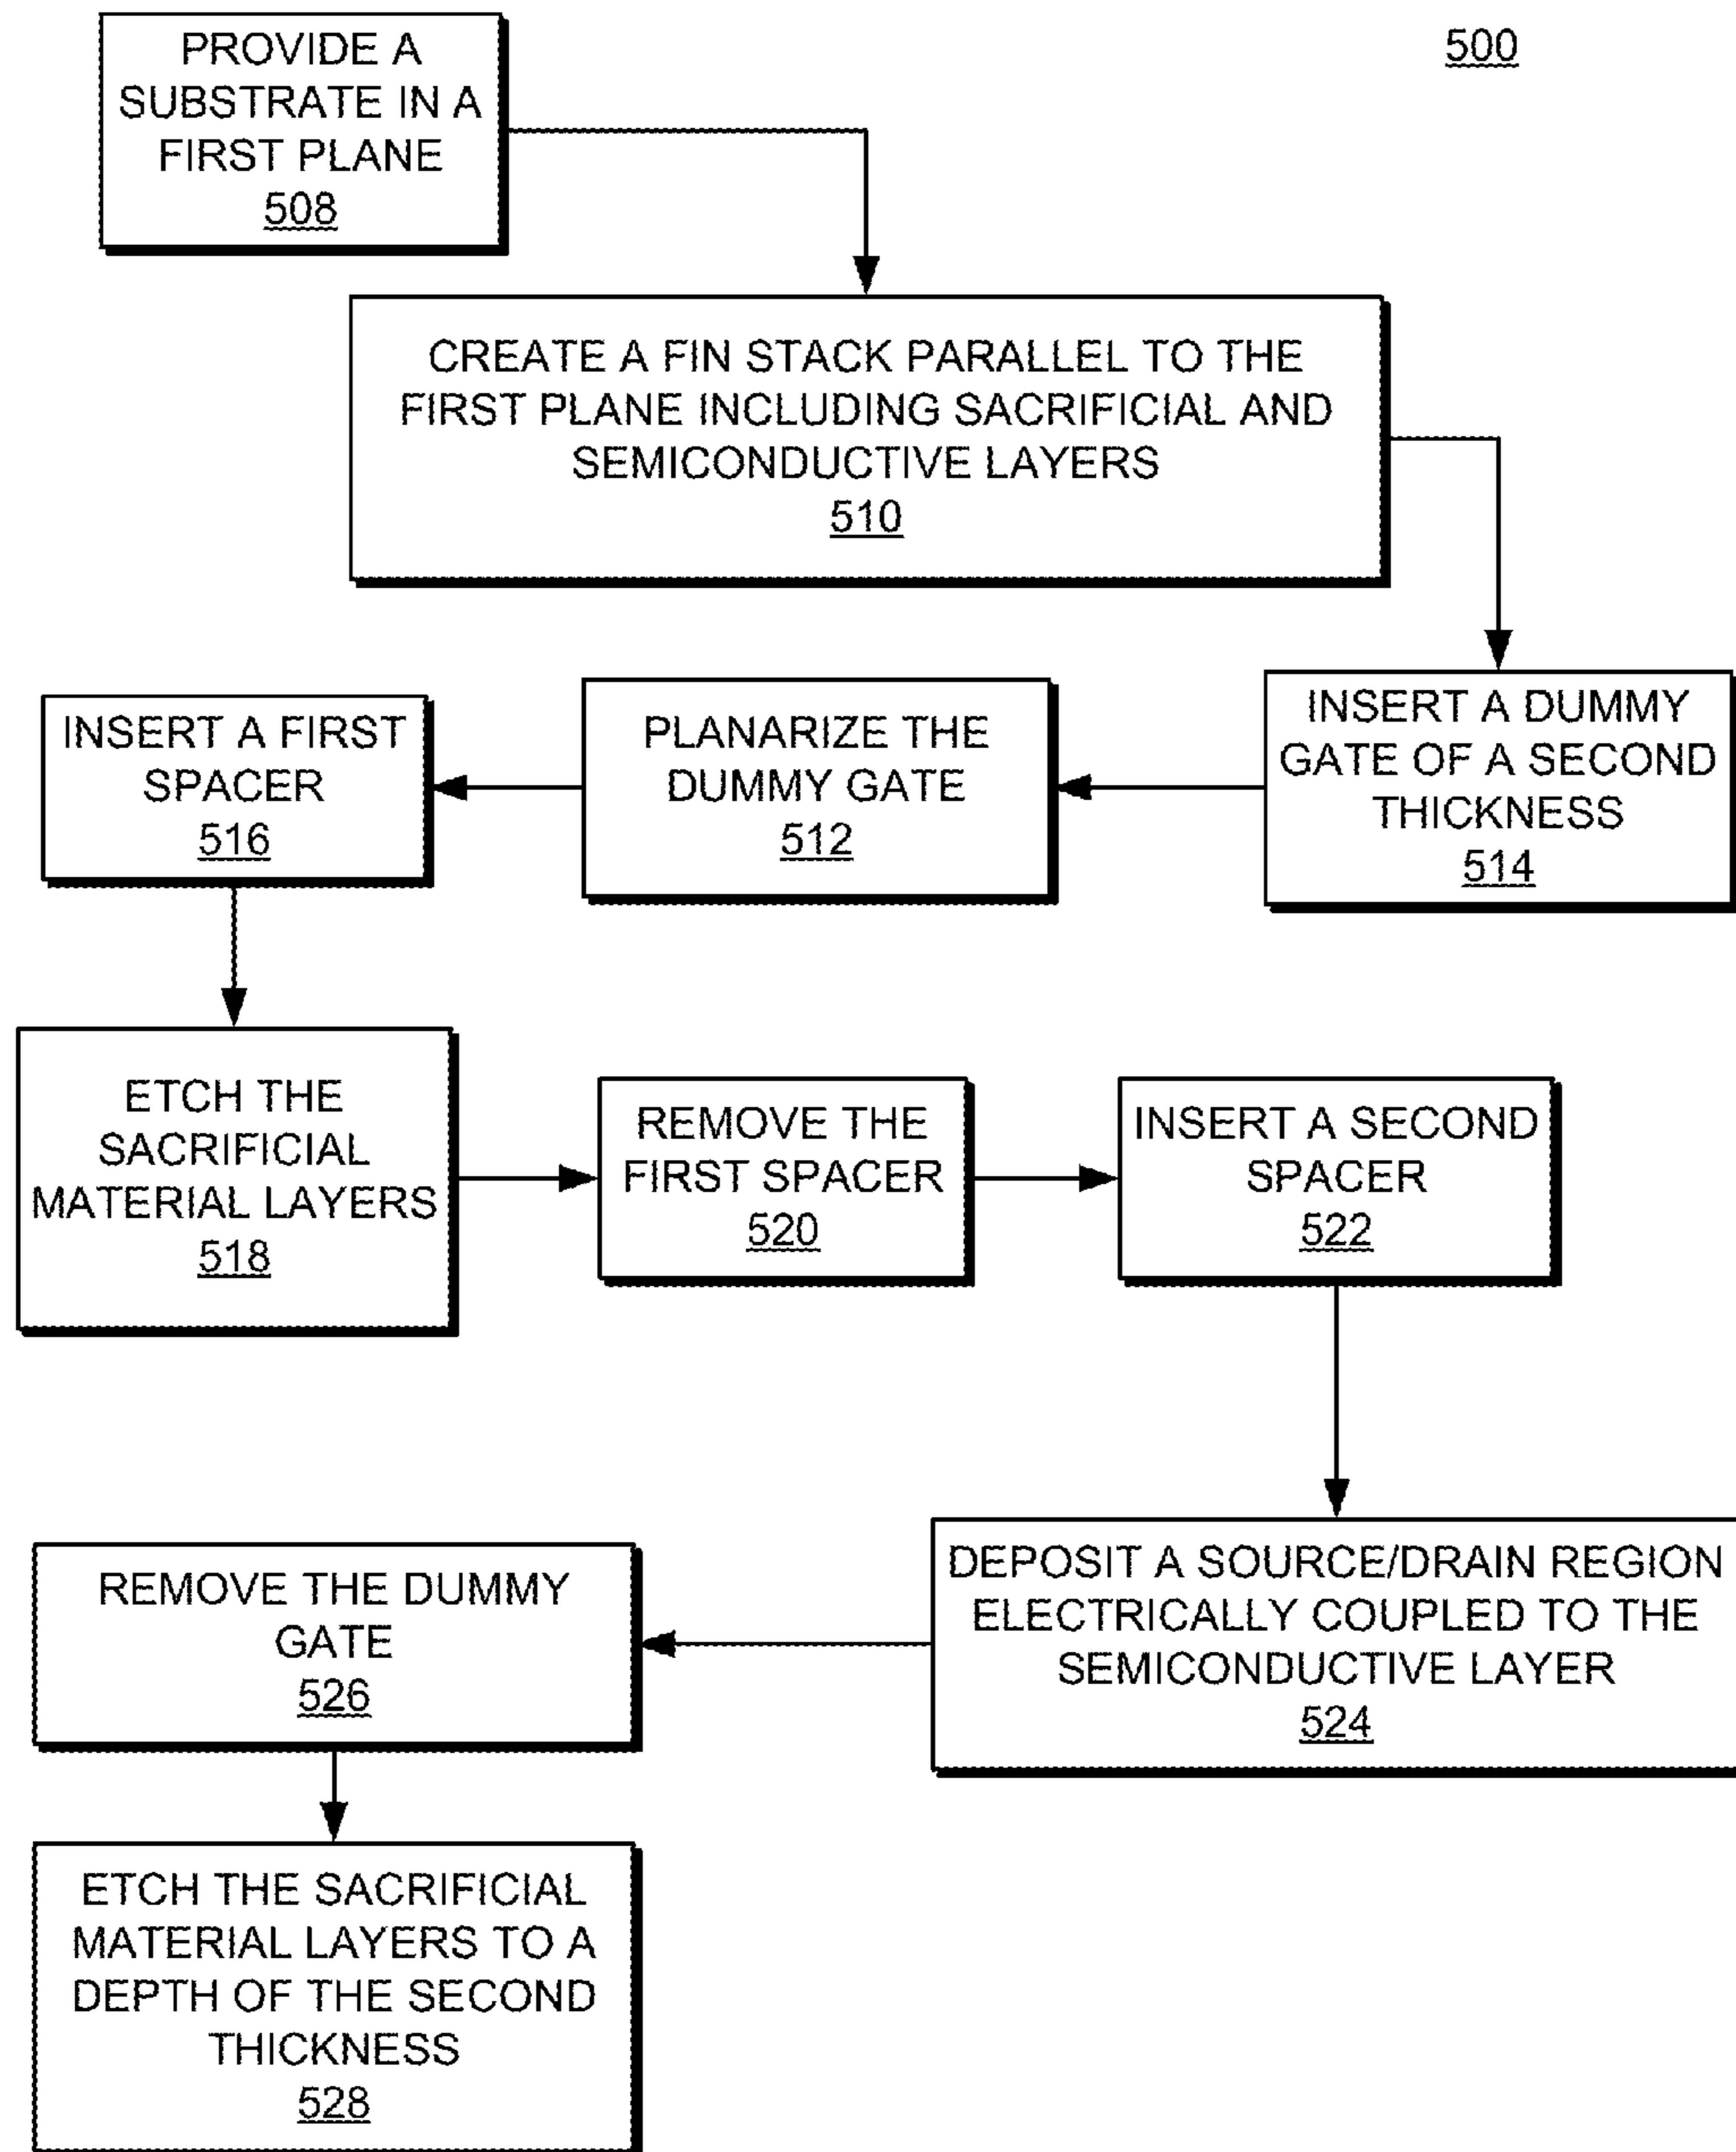 500
PROVIDE A
SUBSTRATE IN A
FIRST PLANE
508
CREATE A FIN STACK PARALLEL TO THE
FIRST PLANE INCLUDING SACRIFICIAL AND
SEMICONDUCTIVE LAYERS
510
INSERT A DUMMY
GATE OF A SECOND
THICKNESS
514
PLANARIZE THE
DUMMY GATE
512
INSERT A FIRST
SPACER
516
ETCH THE
SACRIFICIAL
MATERIAL LAYERS
518
REMOVE THE
FIRST SPACER
520
INSERT A SECOND
SPACER
522
DEPOSIT A SOURCE/DRAIN REGION
ELECTRICALLY COUPLED TO THE
SEMICONDUCTIVE LAYER
524
REMOVE THE DUMMY
GATE
526
ETCH THE SACRIFICIAL
MATERIAL LAYERS TO A
DEPTH OF THE SECOND
THICKNESS
528